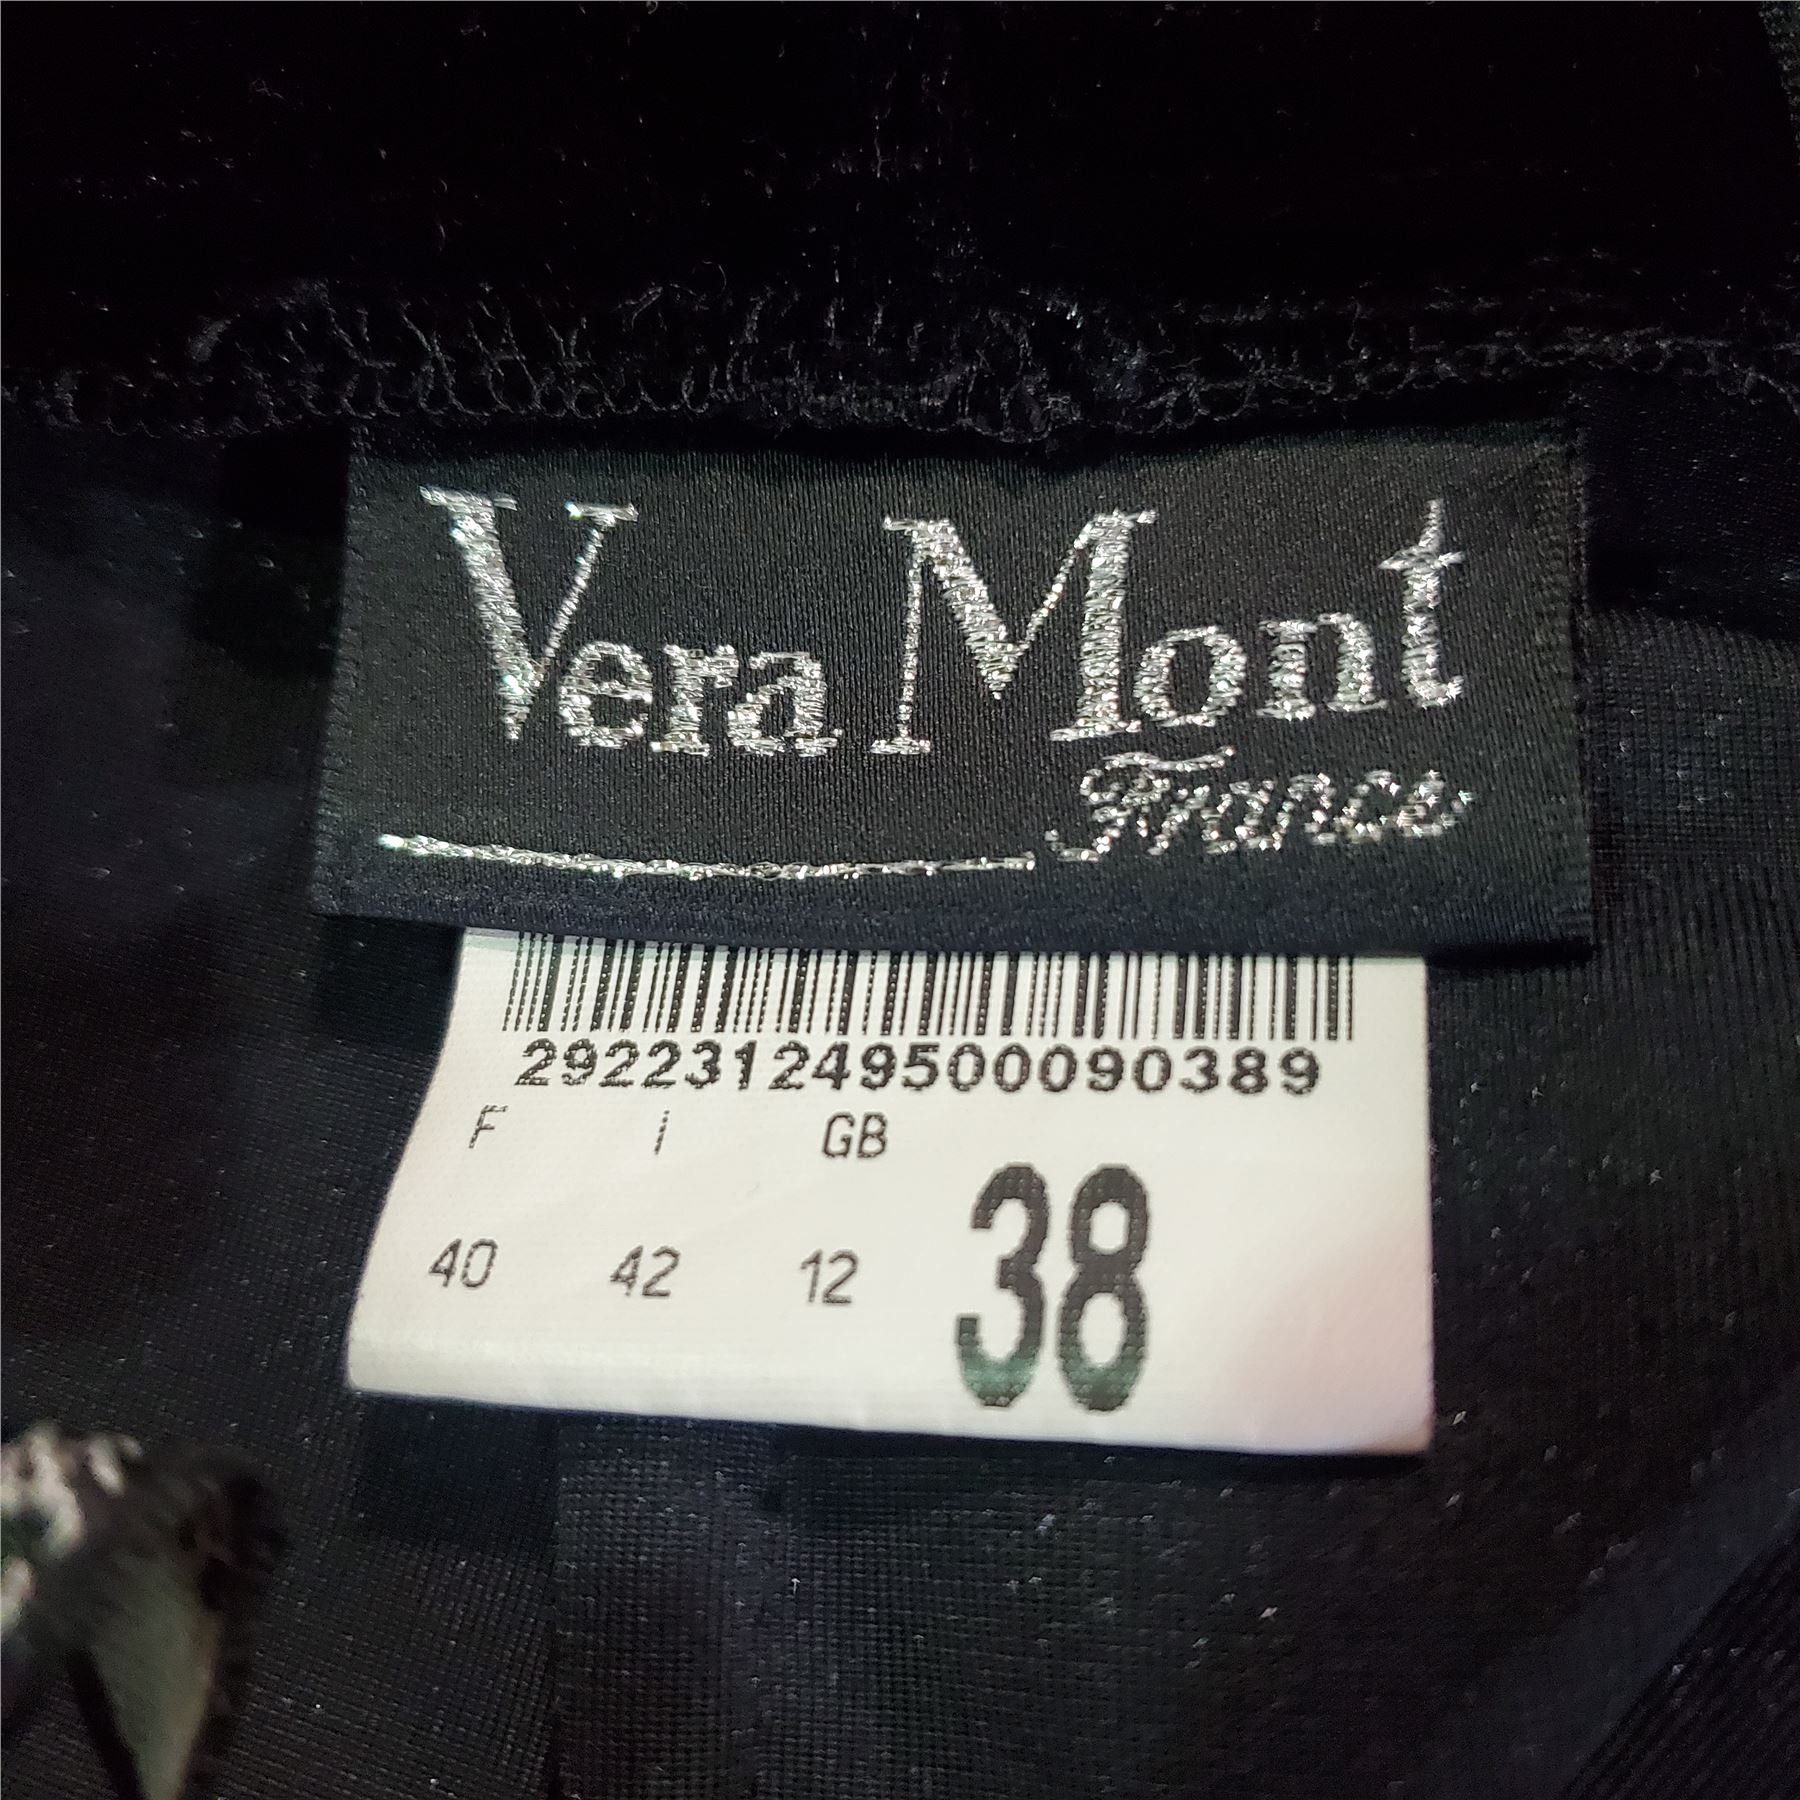 Vera Mont
France
2922312495000090389
F i GB
40 42 12 38